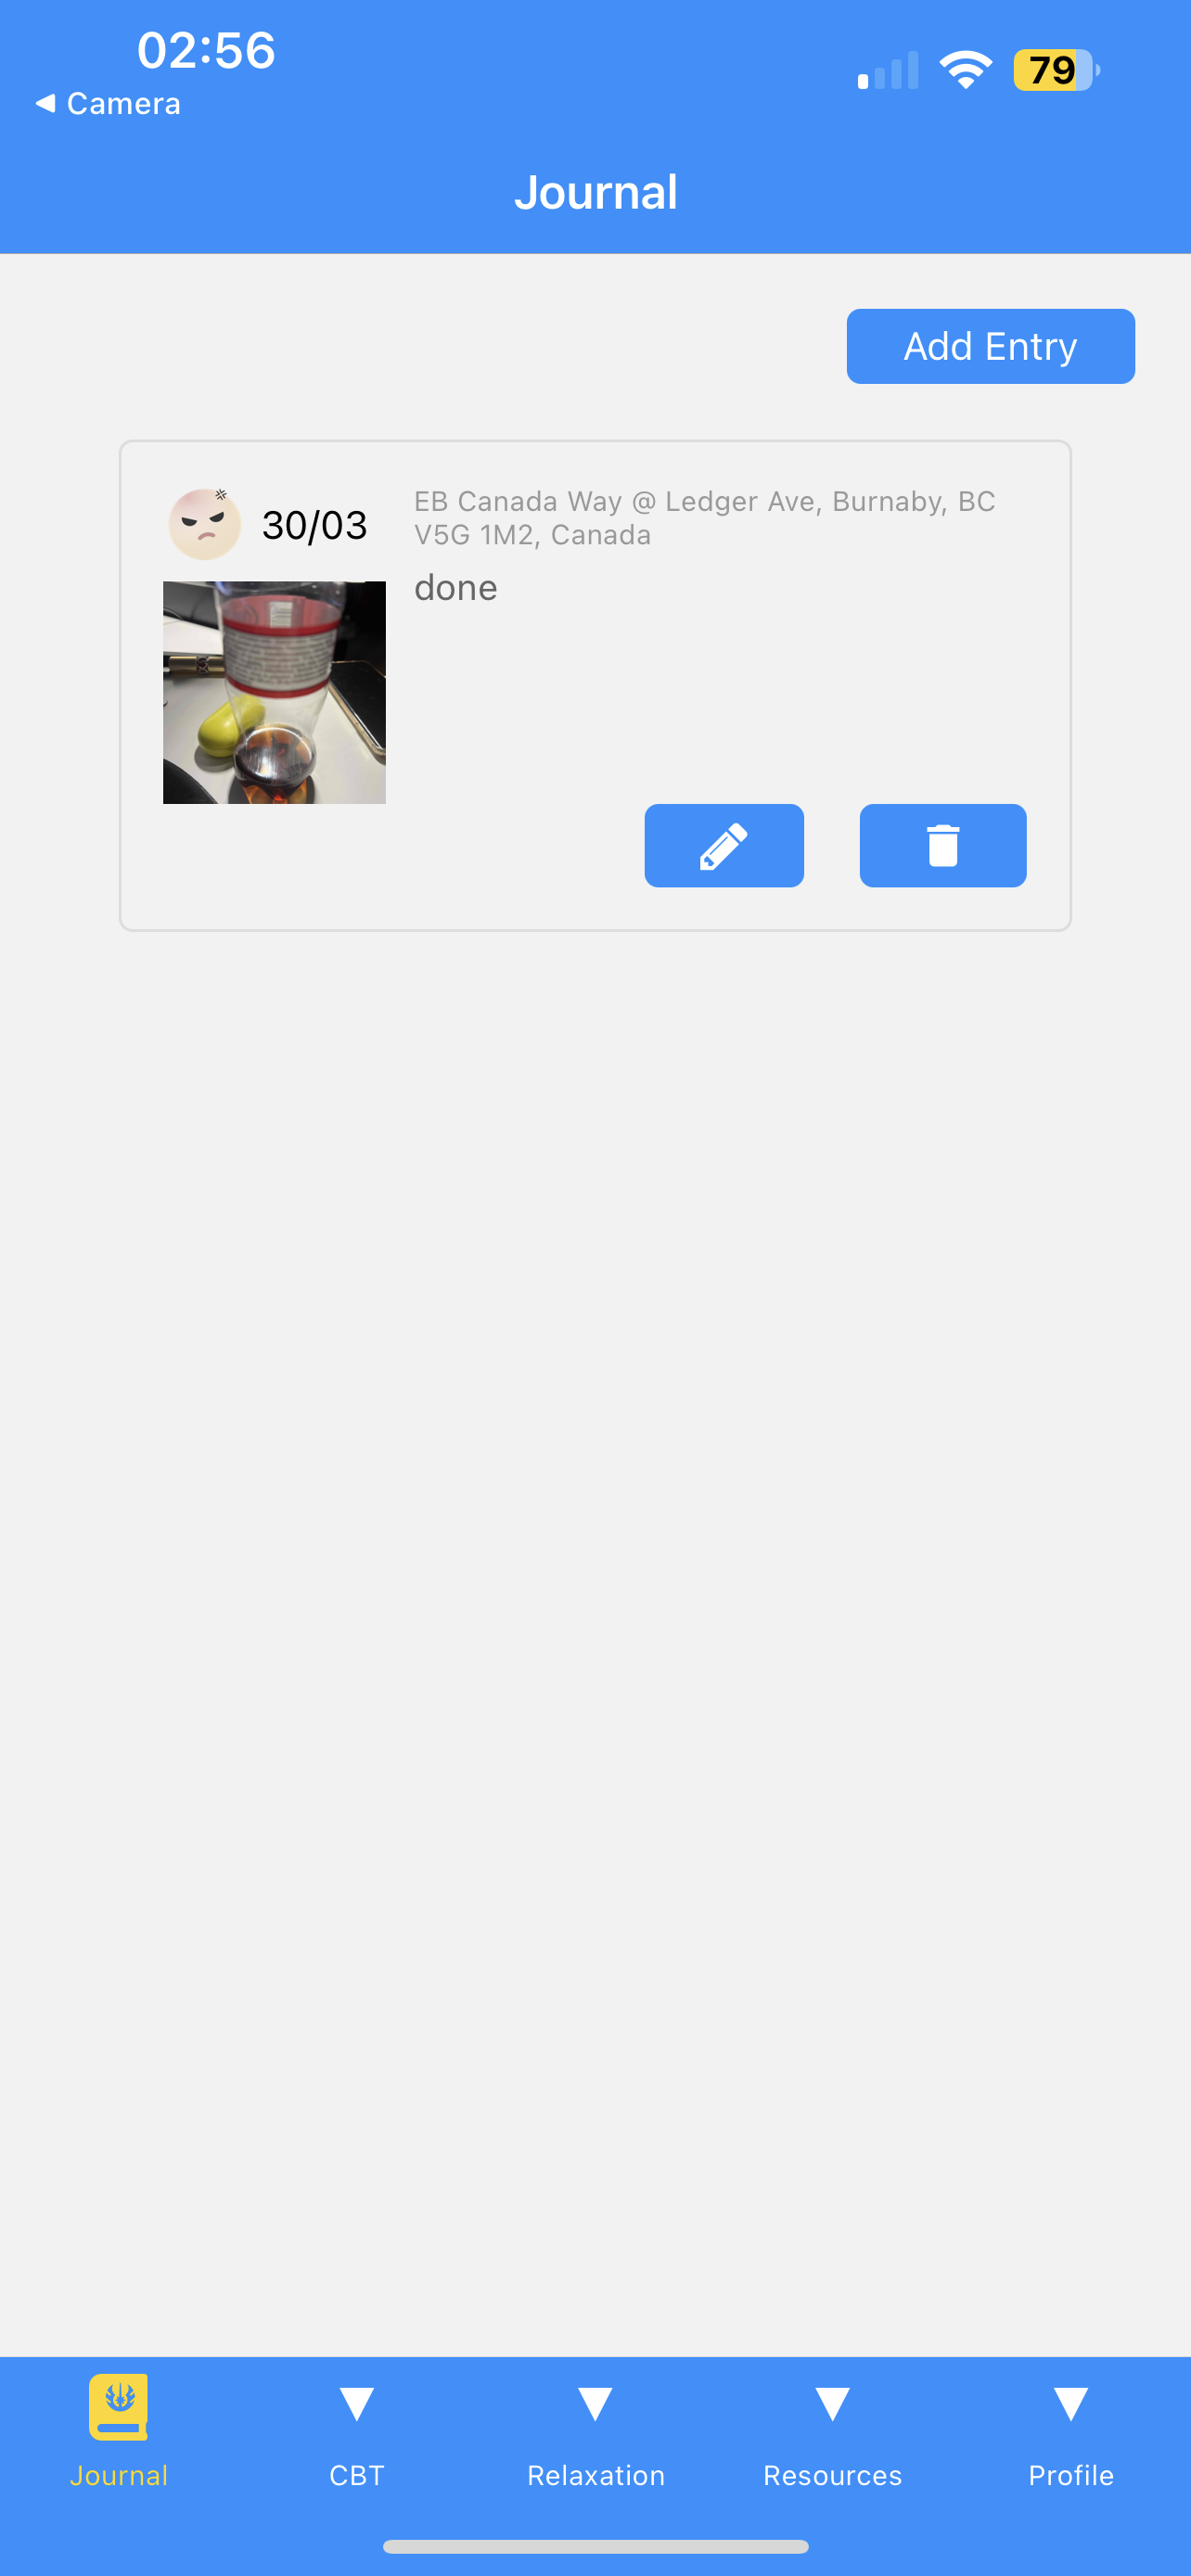 02:56
79
Camera
Journal
Add Entry
30/03
EB Canada Way @ Ledger Ave, Burnaby, BC
V5G 1M2, Canada
done
Journal
CBT
Relaxation
Resources
Profile